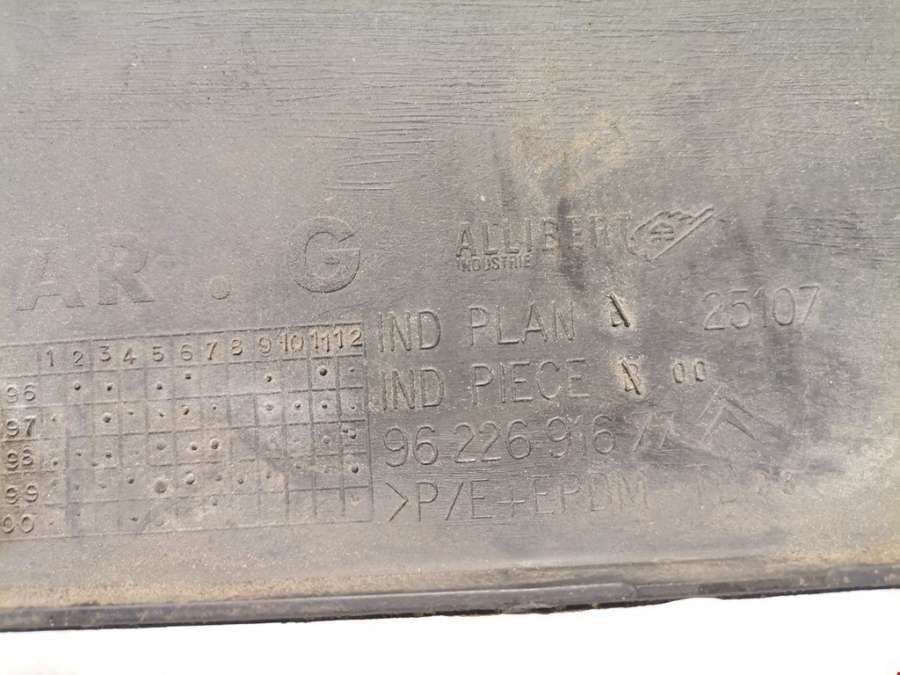 AR. G
ALLIBERT
INDUSTRIE
IND PLAN A 25107
1 2 3 4 5 6 7 8 9 10 11 12
IND PIECE 00
96
97
96 226 916
98
99
>P/E+EPDM
00